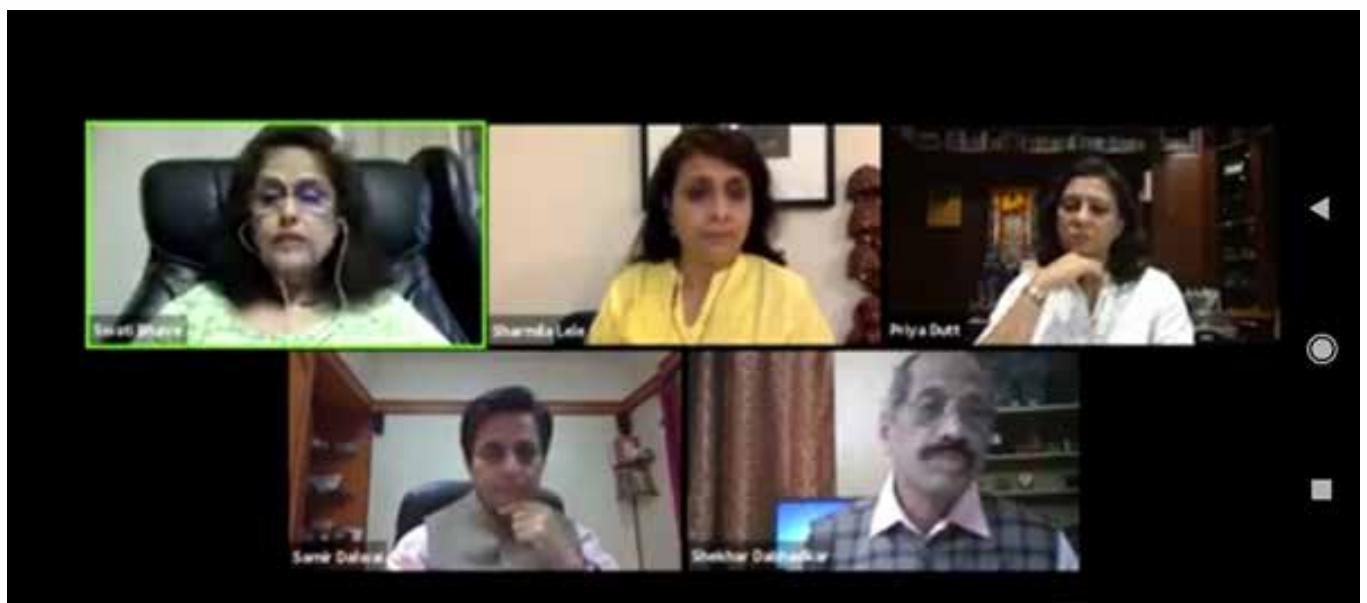 Swati Bhave
Sharmila Lele
Priya Dutt
Samir Dalwai
Shekhar Dabhadkar